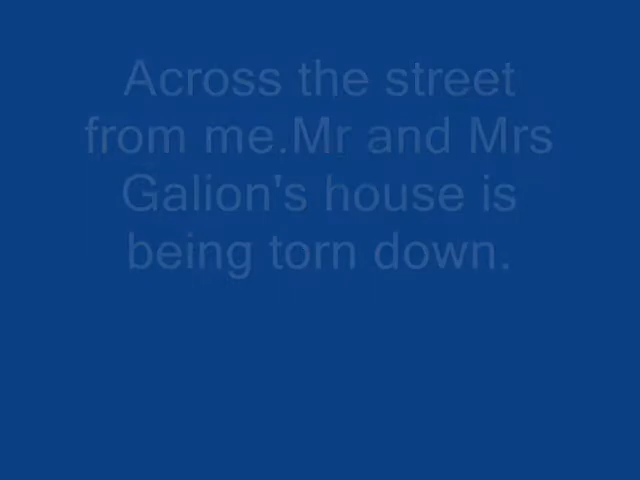 Across the street
from me.Mr and Mrs
Galion's house is
being torn down.